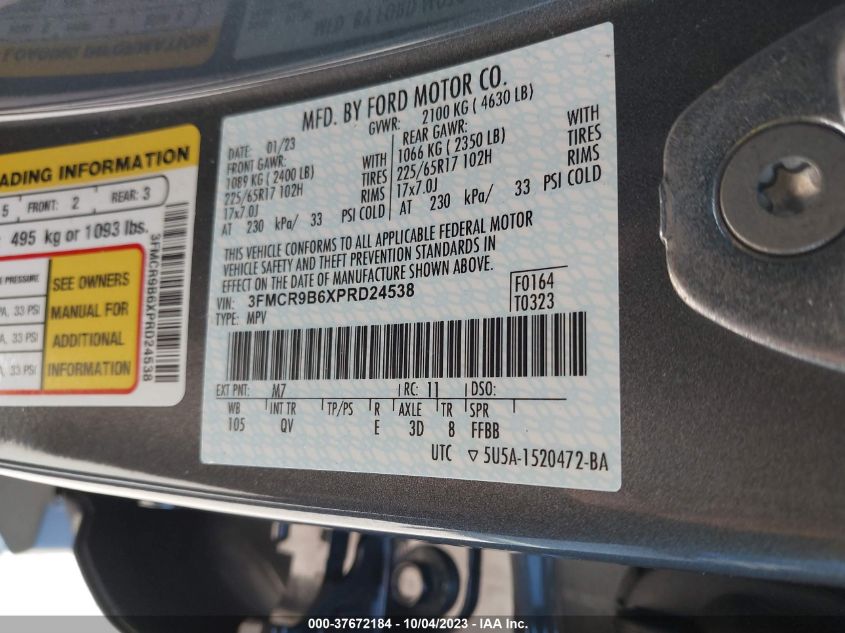 LOADING INFORMATION
MFD. BY FORD MOTOR CO.
DATE: 01/23 GVWR: 2100 KG ( 4630 LB)
FRONT GAWR: REAR GAWR:
1089 KG ( 2400 LB) WITH 1066 KG ( 2350 LB) WITH
225/65R17 102H TIRES 225/65R17 102H TIRES
17x7.0J RIMS 17x7.0J RIMS
AT 230 kPa/ 33 PSI COLD AT 230 kPa/ 33 PSI COLD
THIS VEHICLE CONFORMS TO ALL APPLICABLE FEDERAL MOTOR
VEHICLE SAFETY AND THEFT PREVENTION STANDARDS IN
EFFECT ON THE DATE OF MANUFACTURE SHOWN ABOVE.
VIN: 3FMCR9B6XPRD24538 F0164
TYPE: MPV T0323
EXT PNT: M7 RC: 11 DSO:
WB INT TR TP/PS R AXLE TR SPR
105 QV E 3D 8 FFBB
UTC ▽5U5A-1520472-BA
ADING INFORMATION
5 FRONT: 2 REAR: 3
495 kg or 1093 lbs.
PRESSURE SEE OWNERS
33 PSI MANUAL FOR
A, 33 PSI ADDITIONAL
A, 33 PSI INFORMATION
3FMCR9B6XPRD24538
000-37672184 - 10/04/2023 - 5U5A-1520472-BA